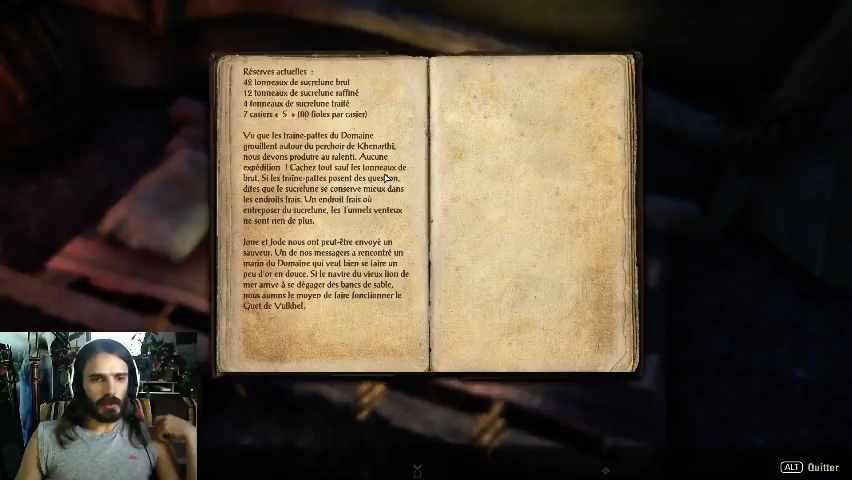 Réserves actuelles :
42 tonneaux de sucrelune brut
12 tonneaux de sucrelune raffiné
4 tonneaux de sucrelune traité
7 casiers « S » (80 fioles par casier)
Vu que les traîne-pattes du Domaine
grouillent autour du perchoir de Khenarthi,
nous devons produire au ralenti. Aucune
expédition ! Cachez tout sauf les tonneaux de
brut. Si les traîne-pattes posent des question,
dites que le sucrelune se conserve mieux dans
les endroits frais. Un endroit frais où
entreposer du sucrelune, les Tunnels venteux
ne sont rien de plus.
Jone et Jode nous ont peut-être envoyé un
sauveur. Un de nos messagers a rencontré un
marin du Domaine qui veut bien se faire un
peu d'or en douce. Si le navire du vieux lion de
mer arrive à se dégager des bancs de sable,
nous aurons le moyen de faire fonctionner le
Guet de Vulkhel.
ALT Quitter